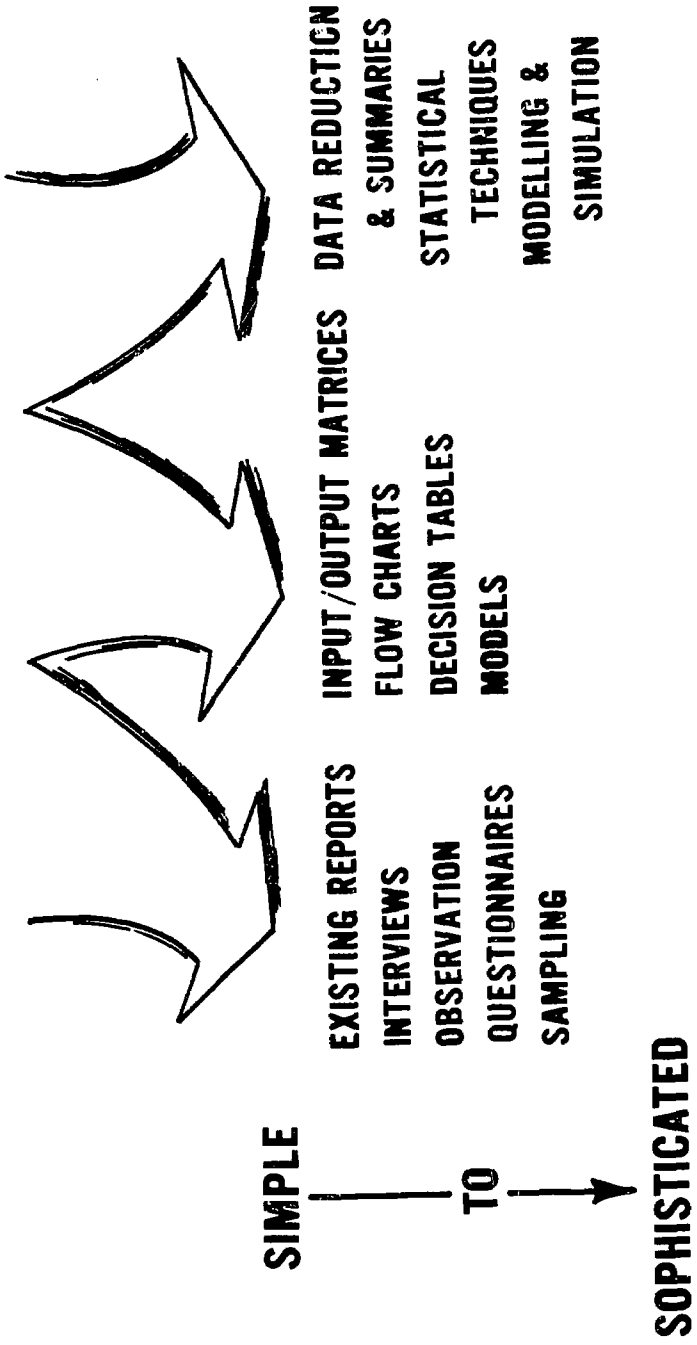 SIMPLE
TO
SOPHISTICATED
EXISTING REPORTS
INTERVIEWS
OBSERVATION
QUESTIONNAIRES
SAMPLING
INPUT/OUTPUT MATRICES
FLOW CHARTS
DECISION TABLES
MODELS
DATA REDUCTION
& SUMMARIES
STATISTICAL
TECHNIQUES
MODELLING &
SIMULATION